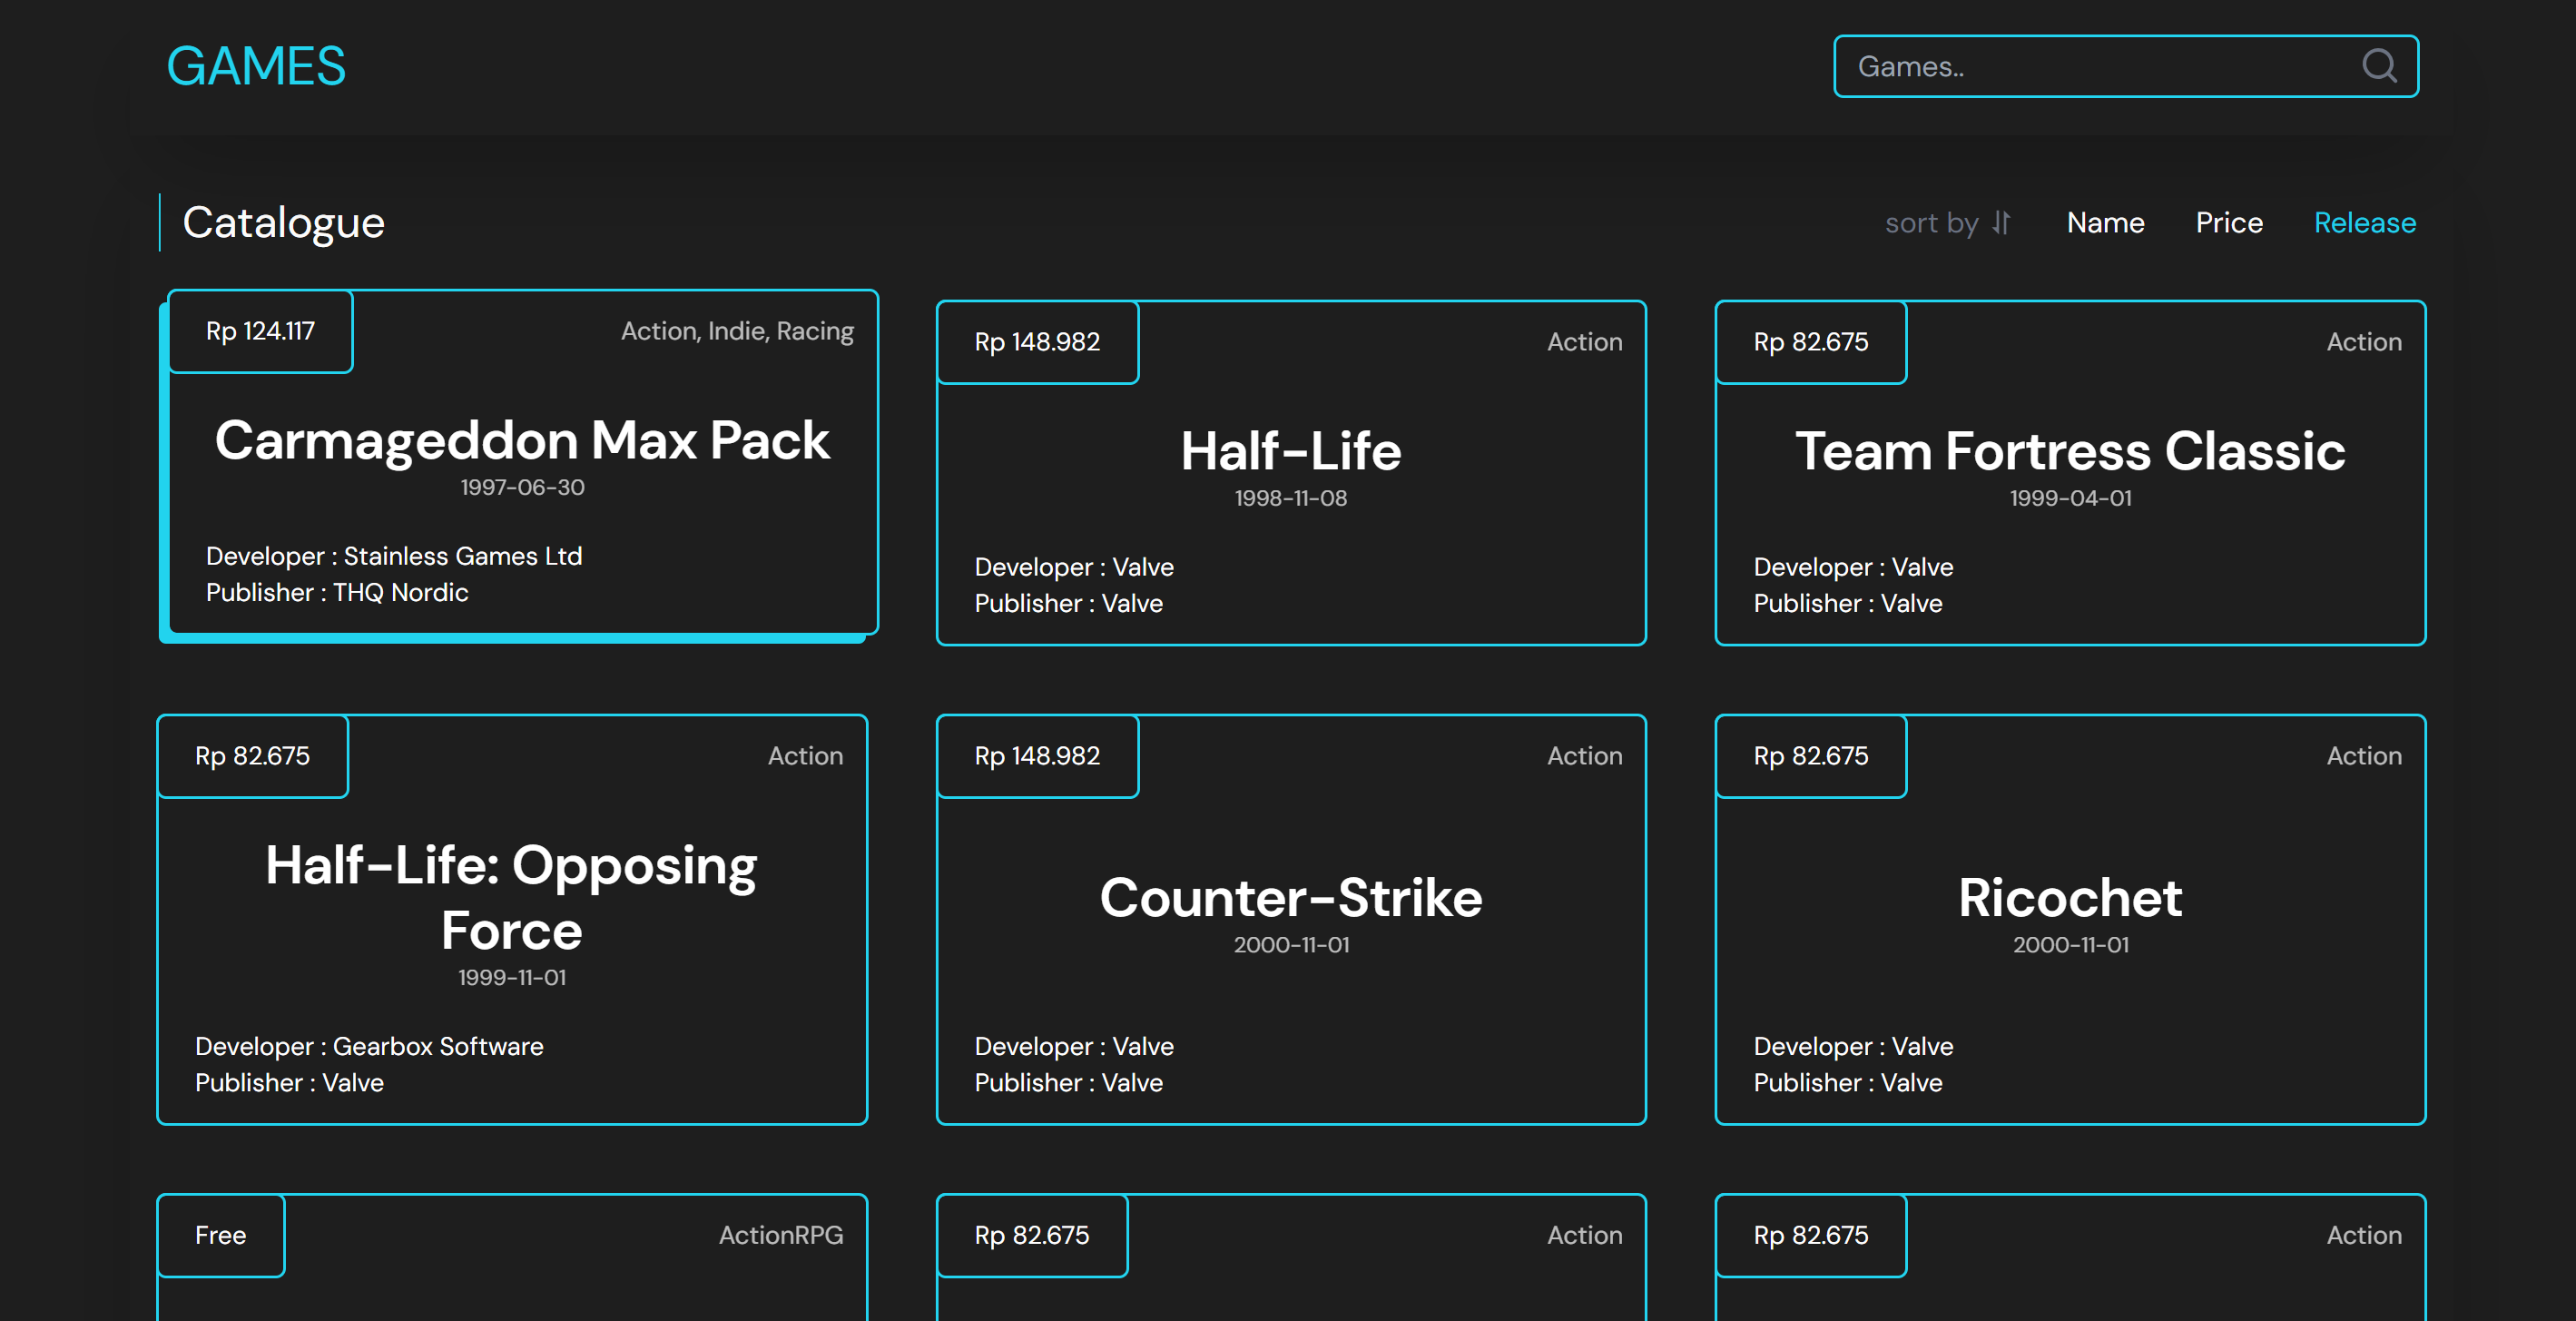 GAMES
Games..
Catalogue
sort by
Name
Price
Release
Rp 124.117
Action, Indie, Racing
Carmageddon Max Pack
1997-06-30
Developer : Stainless Games Ltd
Publisher : THQ Nordic
Rp 148.982
Action
Half-Life
1998-11-08
Developer : Valve
Publisher : Valve
Rp 82.675
Action
Team Fortress Classic
1999-04-01
Developer : Valve
Publisher : Valve
Rp 82.675
Action
Half-Life: Opposing
Force
1999-11-01
Developer : Gearbox Software
Publisher : Valve
Rp 148.982
Action
Counter-Strike
2000-11-01
Developer : Valve
Publisher : Valve
Rp 82.675
Action
Ricochet
2000-11-01
Developer : Valve
Publisher : Valve
Free
ActionRPG
Rp 82.675
Action
Rp 82.675
Action